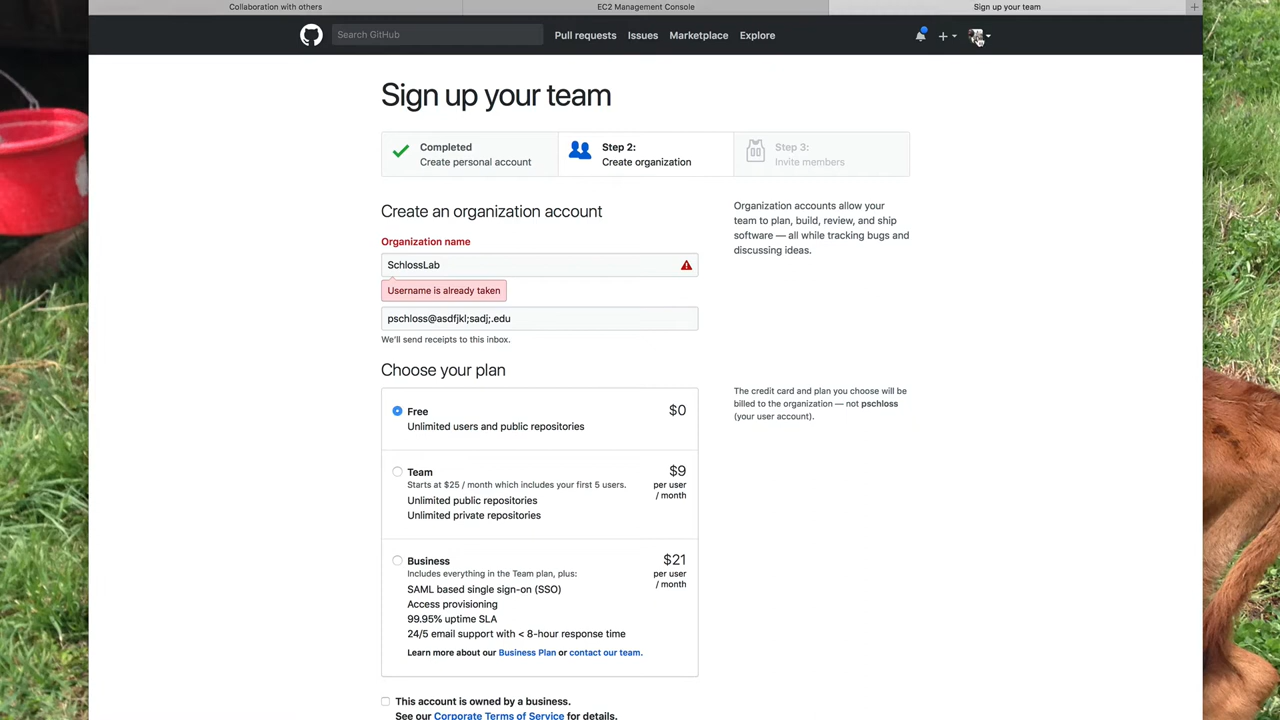 Collaboration with others
EC2 Management Console
Sign up your team
Search GitHub
Pull requests
Issues
Marketplace
Explore
Sign up your team
Completed
Create personal account
Step 2:
Create organization
Step 3:
Invite members
Create an organization account
Organization name
SchlossLab
Username is already taken
pschloss@asdfjkl;sadj;.edu
We'll send receipts to this inbox.
Organization accounts allow your
team to plan, build, review, and ship
software — all while tracking bugs and
discussing ideas.
Choose your plan
Free
$0
Unlimited users and public repositories
Team
$9
Starts at $25 / month which includes your first 5 users.
per user
/ month
Unlimited public repositories
Unlimited private repositories
Business
$21
Includes everything in the Team plan, plus:
per user
/ month
SAML based single sign-on (SSO)
Access provisioning
99.95% uptime SLA
24/5 email support with < 8-hour response time
Learn more about our Business Plan or contact our team.
The credit card and plan you choose will be
billed to the organization — not pschloss
(your user account).
This account is owned by a business.
See our Corporate Terms of Service for details.